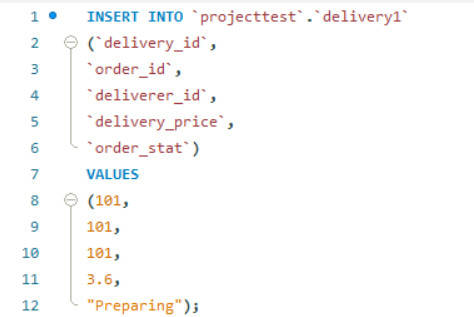 1 INSERT INTO `projecttest`.`delivery1`
2 (`delivery_id`,
3 `order_id`,
4 `deliverer_id`,
5 `delivery_price`,
6 `order_stat`)
7 VALUES
8 (101,
9 101,
10 101,
11 3.6,
12 "Preparing");